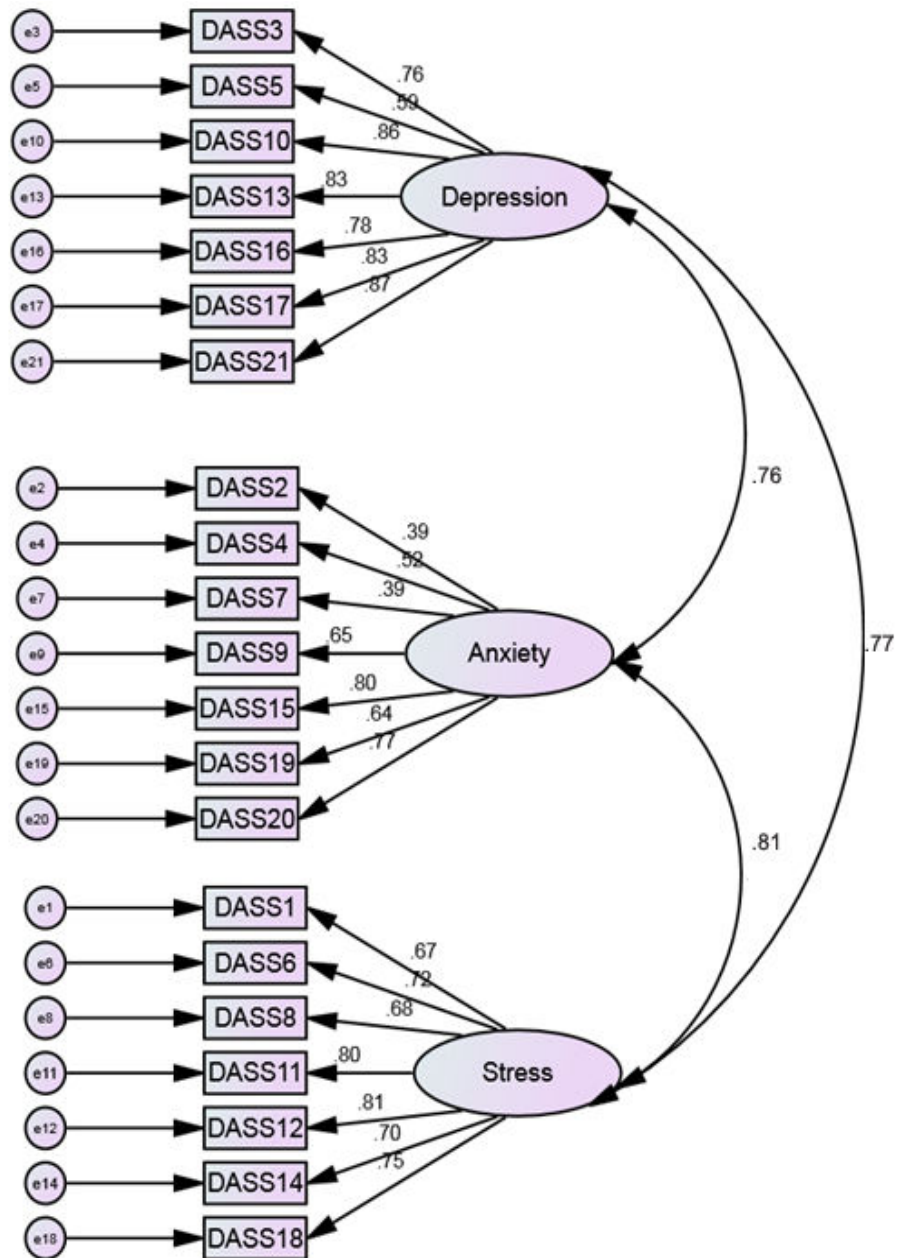 e3 DASS3
.76
e5 DASS5
.59
e10 DASS10
.86
e13 DASS13 .83 Depression
e16 DASS16 .78
.83
e17 DASS17
.87
e21 DASS21
.76
e2 DASS2
.39
e4 DASS4
.52
e7 DASS7 .39
e9 DASS9 .65 Anxiety
.77
e15 DASS15 .80
.64
e19 DASS19
.77
e20 DASS20
.81
e1 DASS1
.67
e6 DASS6
.72
e8 DASS8 .68
e11 DASS11 .80 Stress
e12 DASS12 .81
.70
e14 DASS14
.75
e18 DASS18